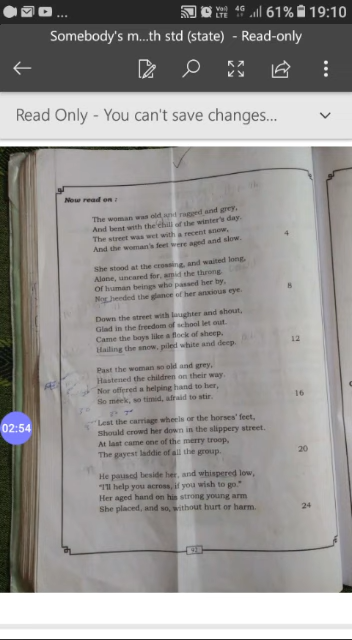 ... Voi) LTE 4G 61% 19:10
Somebody's m...th std (state) - Read-only
Read Only - You can't save changes...
Now read on :
The woman was old and ragged and grey,
And bent with the chill of the winter's day.
The street was wet with a recent snow,
And the woman's feet were aged and slow. 4
She stood at the crossing, and waited long,
Alone, uncared for, amid the throng
Of human beings who passed her by,
Nor heeded the glance of her anxious eye. 8
Down the street with laughter and shout,
Glad in the freedom of school let out,
Came the boys like a flock of sheep,
Hailing the snow, piled white and deep. 12
Past the woman so old and grey,
Hastened the children on their way.
Nor offered a helping hand to her,
So meek, so timid, afraid to stir. 16
02:54
Lest the carriage wheels or the horses' feet,
Should crowd her down in the slippery street.
At last came one of the merry troop,
The gayest laddie of all the group. 20
He paused beside her, and whispered low,
"I'll help you across, if you wish to go."
Her aged hand on his strong young arm
She placed, and so, without hurt or harm. 24